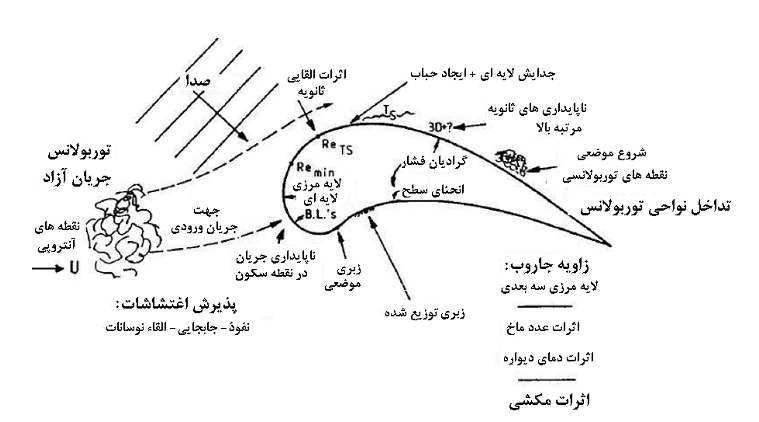 صدا
اثرات القایی
ثانویه
جدایش لایه ای + ایجاد حباب
TS
3D+?
ناپایداری های ثانویه
مرتبه بالا
شروع موضعی
نقطه های توربولانسی
تداخل نواحی توربولانس
توربولانس
جریان آزاد
ReTS
Remin
لایه مرزی
لایه ای
B.L.'s
گرادیان فشار
انحنای سطح
نقطه های
آنتروپی
U
جهت
جریان ورودی
ناپایداری جریان
در نقطه سکون
زبری
موضعی
زبری توزیع شده
پذیرش اغتشاشات:
نفوذ - جابجایی - القاء نوسانات
زاویه جاروب:
لایه مرزی سه بعدی
اثرات عدد ماخ
اثرات دمای دیواره
اثرات مکشی